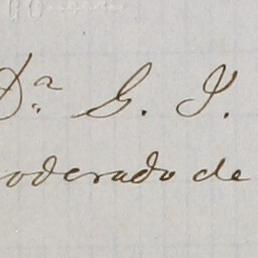 Dª. G. Y.
oderado de